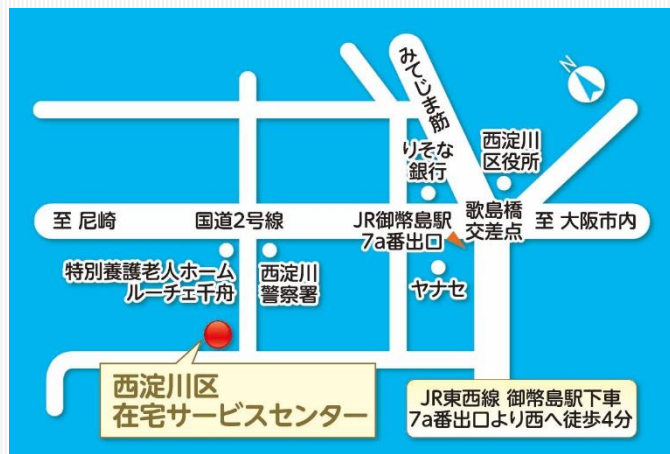 N
みてじま筋
りそな
銀行
西淀川
区役所
至 尼崎
国道2号線
JR御幣島駅
7a番出口
歌島橋
交差点
至 大阪市内
特別養護老人ホーム
ルーチェ千舟
西淀川
警察署
ヤナセ
西淀川区
在宅サービスセンター
JR東西線 御幣島駅下車
7a番出口より西へ徒歩4分